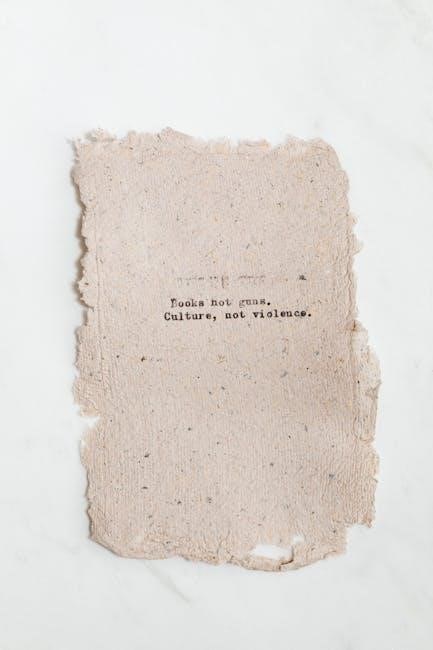 Books not guns.
Culture, not violence.